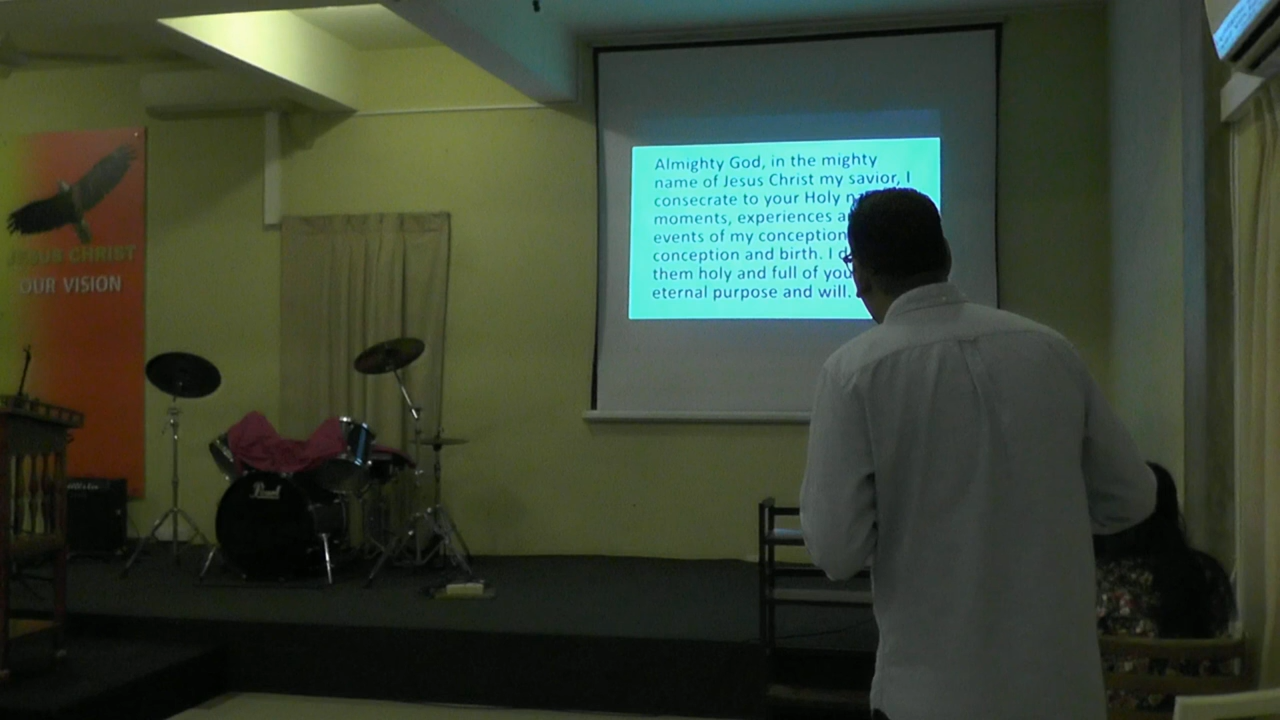 JESUS CHRIST
OUR VISION
Almighty God, in the mighty
name of Jesus Christ my savior, I
consecrate to your Holy
moments, experiences
events of my conception
conception and birth. I
them holy and full of
eternal purpose and will.
Pearl